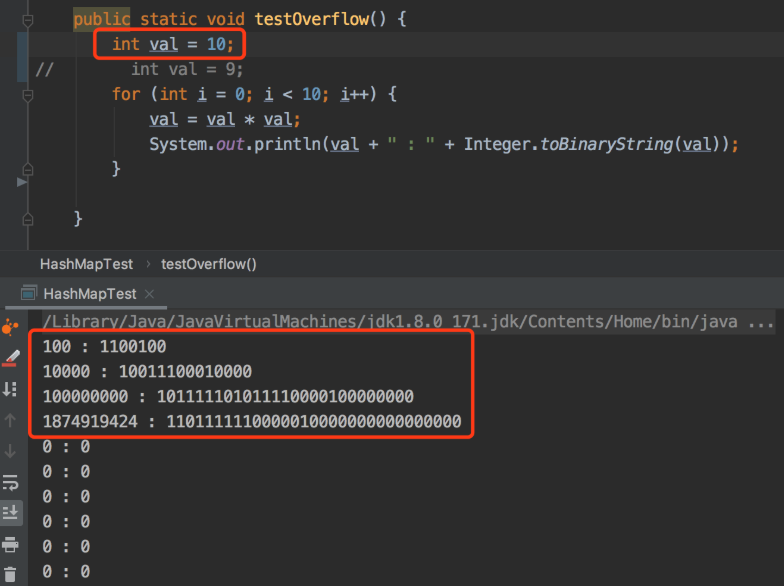 public static void testOverflow() {
int val = 10;
// int val = 9;
for (int i = 0; i < 10; i++) {
val = val * val;
System.out.println(val + " : " + Integer.toBinaryString(val));
}
}
HashMapTest › testOverflow()
HashMapTest ×
/Library/Java/JavaVirtualMachines/jdk1.8.0_171.jdk/Contents/Home/bin/java ...
100 : 1100100
10000 : 10011100010000
100000000 : 101111101011110000100000000
1874919424 : 1101111110000010000000000000000
0 : 0
0 : 0
0 : 0
0 : 0
0 : 0
0 : 0